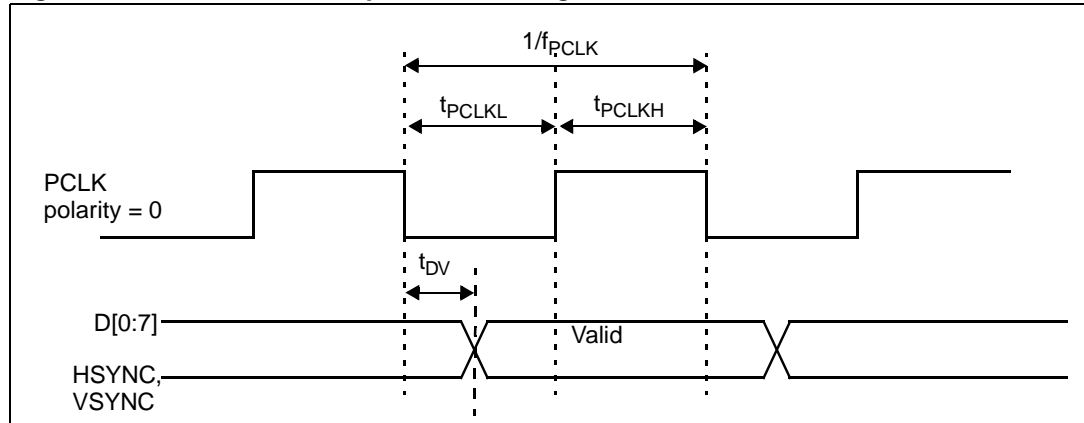 1/fPCLK
tPCLKL
tPCLKH
PCLK
polarity = 0
tDV
D[0:7]
Valid
HSYNC,
VSYNC